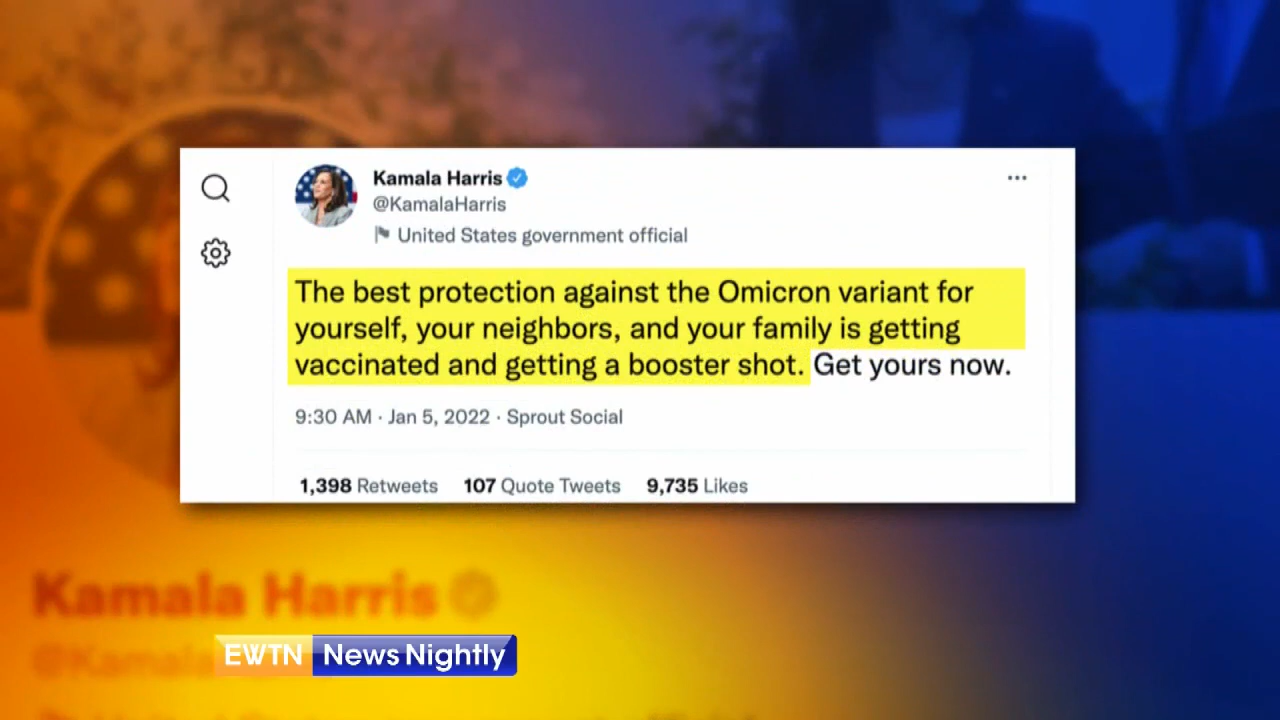 Kamala Harris
@KamalaHarris
United States government official
The best protection against the Omicron variant for
yourself, your neighbors, and your family is getting
vaccinated and getting a booster shot. Get yours now.
9:30 AM · Jan 5, 2022 · Sprout Social
1,398 Retweets 107 Quote Tweets 9,735 Likes
Kamala Harris
@Kamala
EWTN News Nightly